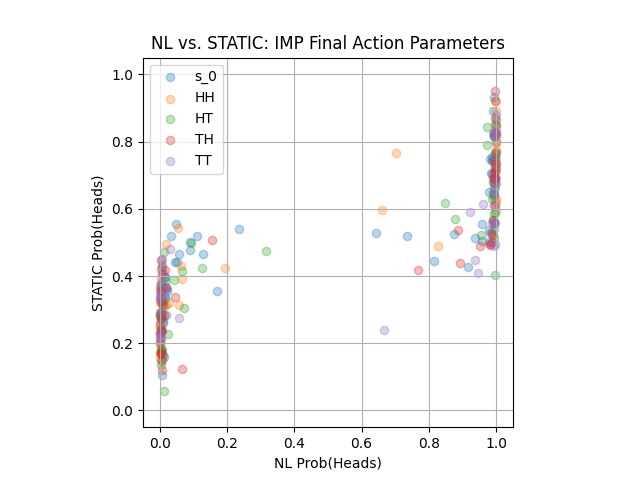 NL vs. STATIC: IMP Final Action Parameters
s_0
HH
HT
TH
TT
1.0
0.8
0.6
0.4
0.2
0.0
STATIC Prob(Heads)
0.0 0.2 0.4 0.6 0.8 1.0
NL Prob(Heads)